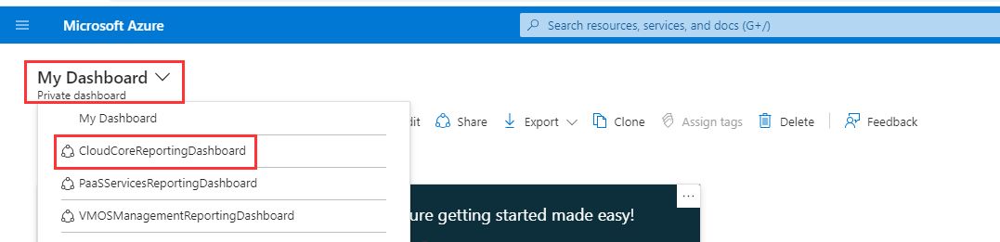 Microsoft Azure
Search resources, services, and docs (G+/)
My Dashboard
Private dashboard
My Dashboard
CloudCoreReportingDashboard
PaaSServicesReportingDashboard
VMOSManagementReportingDashboard
dit Share Export Clone Assign tags Delete Feedback
ure getting started made easy!